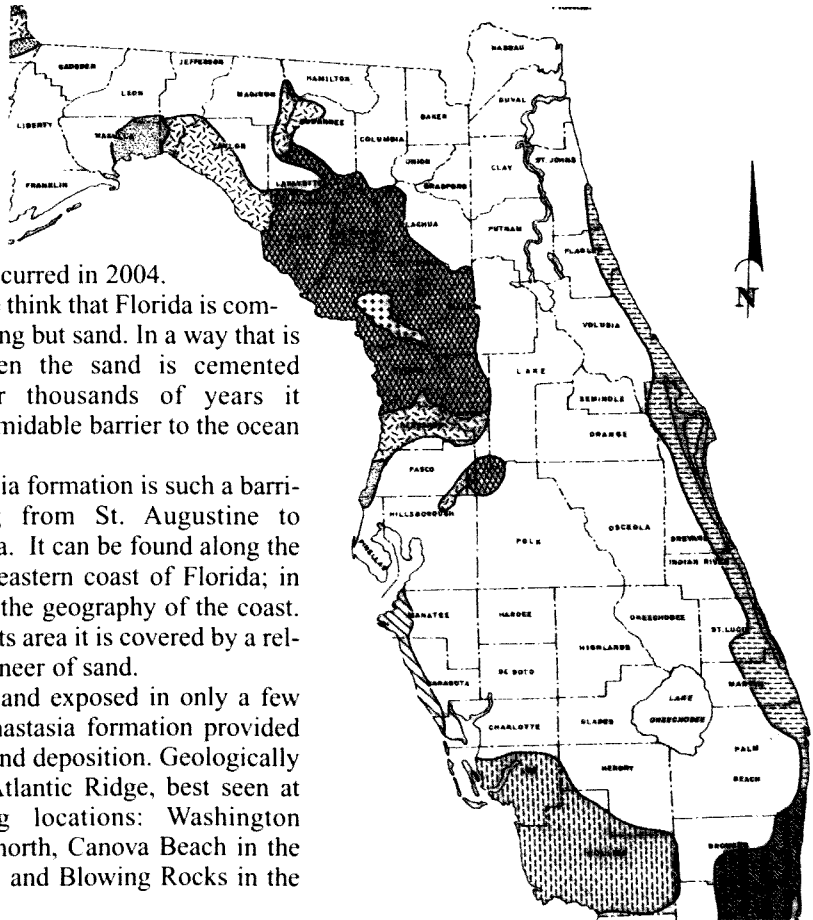 NASSAU
GADSDEN
JEFFERSON
HAMILTON
LEON
MADISON
DUVAL
LIBERTY
BAKER
COLUMBIA
UNION
CLAY
ST. JOHNS
FRANKLIN
LAFAYETTE
BRADFORD
PUTNAM
FLAGLER
VOLUSIA
LAKE
SEMINOLE
ORANGE
PASCO
HILLSBOROUGH
PINELLAS
POLK
OSCEOLA
BREVARD
INDIAN RIVER
MANATEE
HARDEE
OKEECHOBEE
HIGHLANDS
ST. LUCIE
SARASOTA
DE SOTO
MARTIN
CHARLOTTE
GLADES
LAKE
OKEECHOBEE
LEE
HENDRY
PALM
BEACH
COLLIER
BROWARD
N
curred in 2004.
e think that Florida is com-
ng but sand. In a way that is
en the sand is cemented
r thousands of years it
midable barrier to the ocean
sia formation is such a barri-
g from St. Augustine to
a. It can be found along the
eastern coast of Florida; in
the geography of the coast.
ts area it is covered by a rel-
neer of sand.
and exposed in only a few
nastasia formation provided
nd deposition. Geologically
Atlantic Ridge, best seen at
g locations: Washington
north, Canova Beach in the
and Blowing Rocks in the